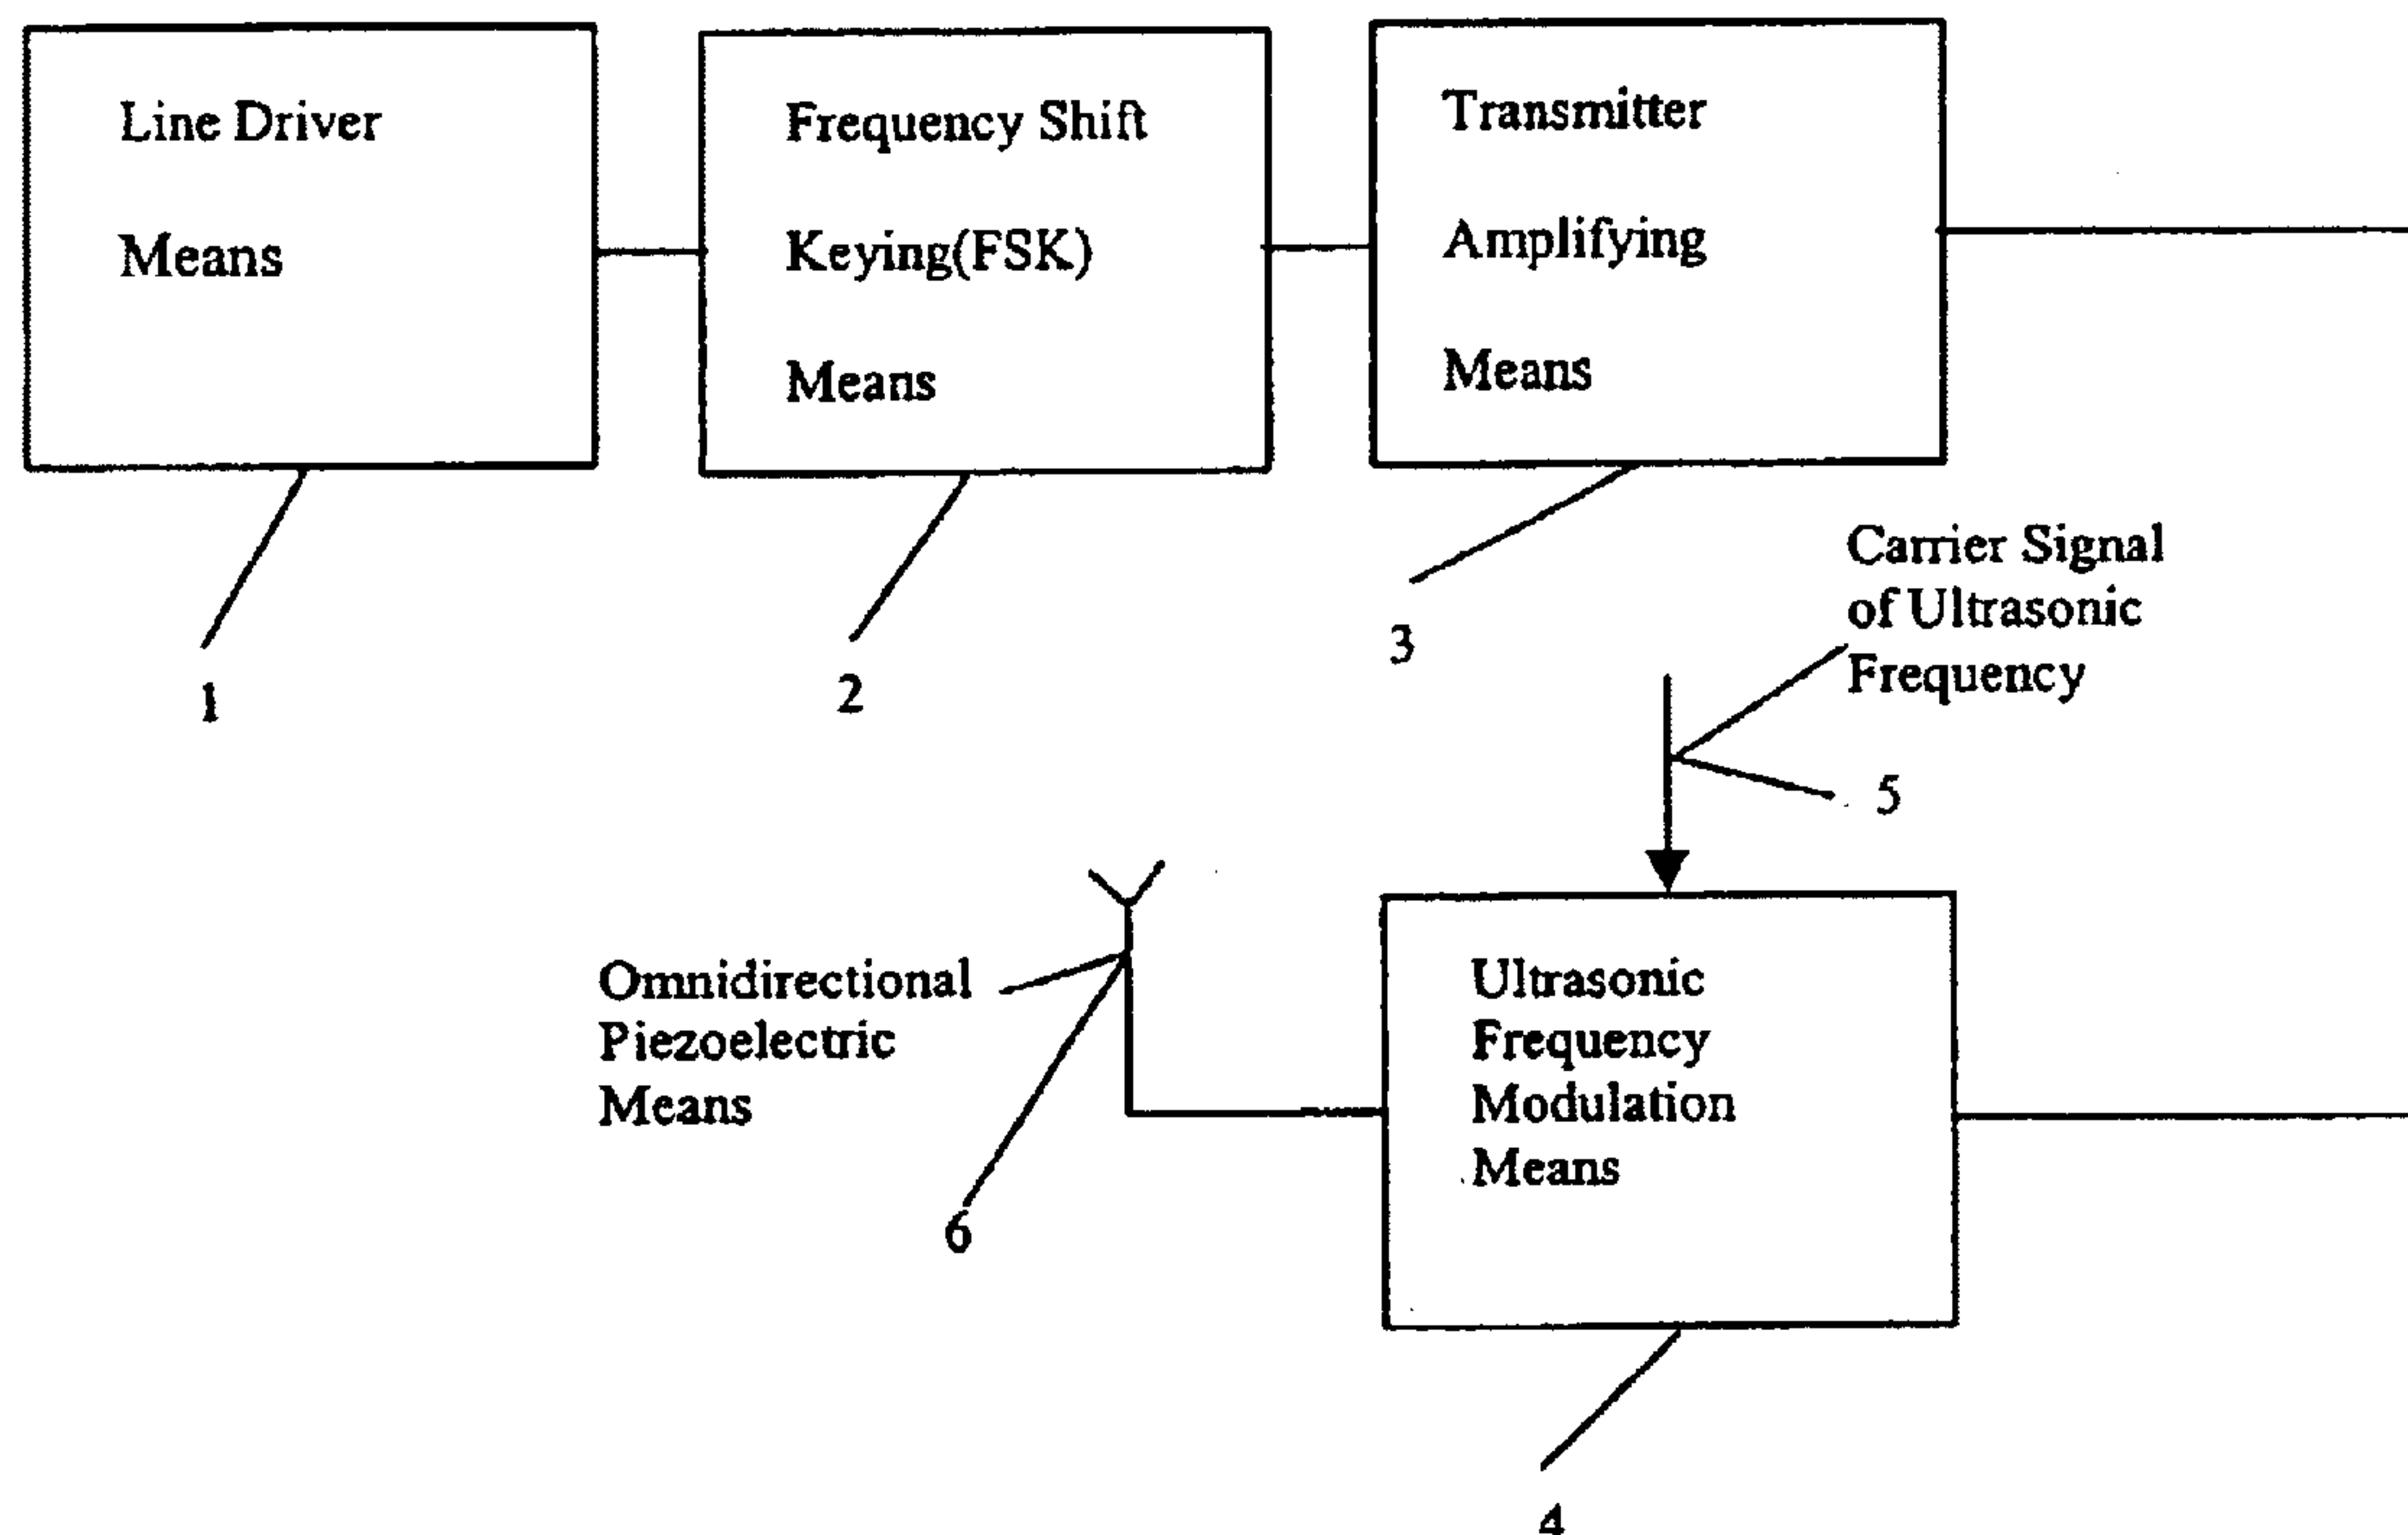 Line Driver
Means
Frequency Shift
Keying(FSK)
Means
Transmitter
Amplifying
Means
1
2
3
Carrier Signal
of Ultrasonic
Frequency
5
Omnidirectional
Piezoelectric
Means
6
Ultrasonic
Frequency
Modulation
Means
4